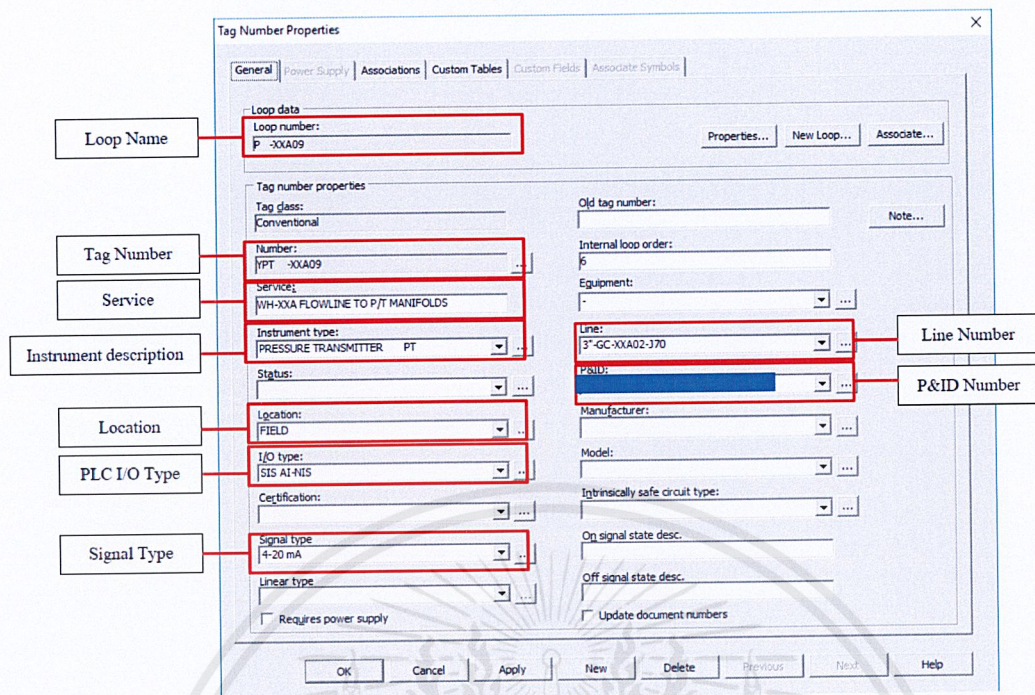 Tag Number Properties
General Power Supply Associations Custom Tables Custom Fields Associate Symbols
Loop data
Loop number:
P -XXA09
Properties... New Loop... Associate...
Loop Name
Tag number properties
Tag class:
Conventional
Old tag number:
Note...
Tag Number
Number:
YPT -XXA09
...
Internal loop order:
6
Service
Service:
WH-XXA FLOWLINE TO P/T MANIFOLDS
Equipment:
-
...
Instrument description
Instrument type:
PRESSURE TRANSMITTER PT
...
Line:
3"-GC-XXA02-J70
...
Line Number
Status:
...
P&ID:
...
P&ID Number
Location
Location:
FIELD
...
Manufacturer:
...
PLC I/O Type
I/O type:
SIS AI-NIS
...
Model:
...
Certification:
...
Intrinsically safe circuit type:
...
Signal Type
Signal type
4-20 mA
...
On signal state desc.
Linear type
...
Off signal state desc.
Requires power supply
Update document numbers
OK Cancel Apply New Delete Previous Next Help